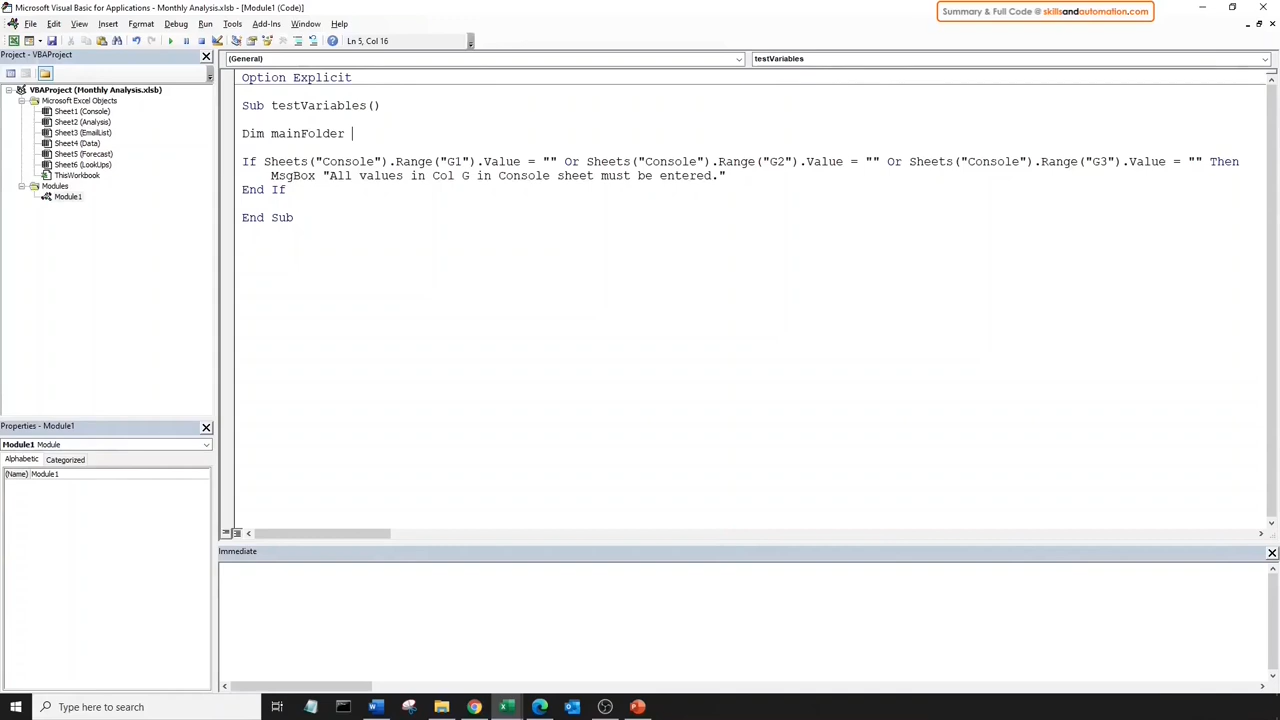 Microsoft Visual Basic for Applications - Monthly Analysis.xlsb - [Module1 (Code)]
Summary & Full Code @ skillsandautomation.com
File Edit View Insert Format Debug Run Tools Add-Ins Window Help
Ln 5, Col 16
Project - VBAProject
(General)
testVariables
VBAProject (Monthly Analysis.xlsb)
Microsoft Excel Objects
Sheet1 (Console)
Sheet2 (Analysis)
Sheet3 (EmailList)
Sheet4 (Data)
Sheet5 (Forecast)
Sheet6 (LookUps)
ThisWorkbook
Modules
Module1
Option Explicit
Sub testVariables()
Dim mainFolder
If Sheets("Console").Range("G1").Value = "" Or Sheets("Console").Range("G2").Value = "" Or Sheets("Console").Range("G3").Value = "" Then
MsgBox "All values in Col G in Console sheet must be entered."
End If
End Sub
Properties - Module1
Module1 Module
Alphabetic Categorized
(Name) Module1
Immediate
Type here to search